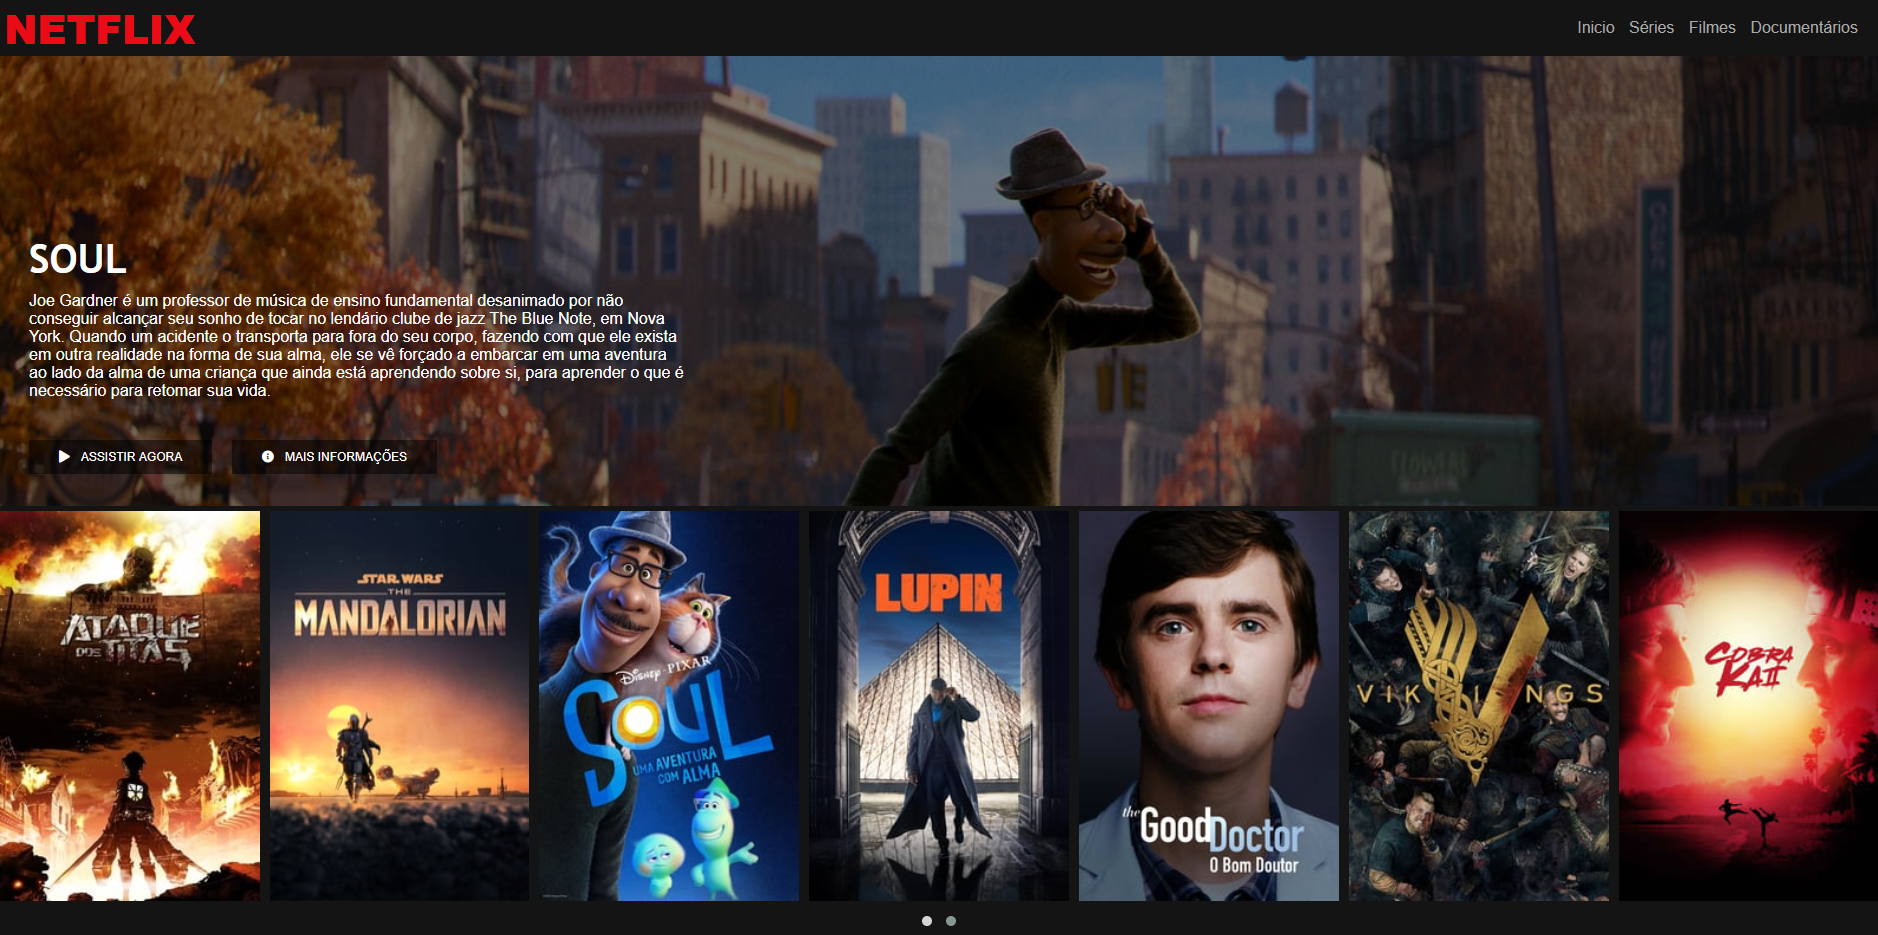 NETFLIX
Inicio Séries Filmes Documentários
SOUL
Joe Gardner é um professor de música de ensino fundamental desanimado por não
conseguir alcançar seu sonho de tocar no lendário clube de jazz The Blue Note, em Nova
York. Quando um acidente o transporta para fora do seu corpo, fazendo com que ele exista
em outra realidade na forma de sua alma, ele se vê forçado a embarcar em uma aventura
ao lado da alma de uma criança que ainda está aprendendo sobre si, para aprender o que é
necessário para retomar sua vida.
ASSISTIR AGORA
MAIS INFORMAÇÕES
BAKERY
FLOWERS
ATAQUE
DOS TITÃS
STAR WARS
THE
MANDALORIAN
DISNEY · PIXAR
SOUL
UMA AVENTURA
COM ALMA
LUPIN
the
Good Doctor
O Bom Doutor
VIKINGS
COBRA
KAI II